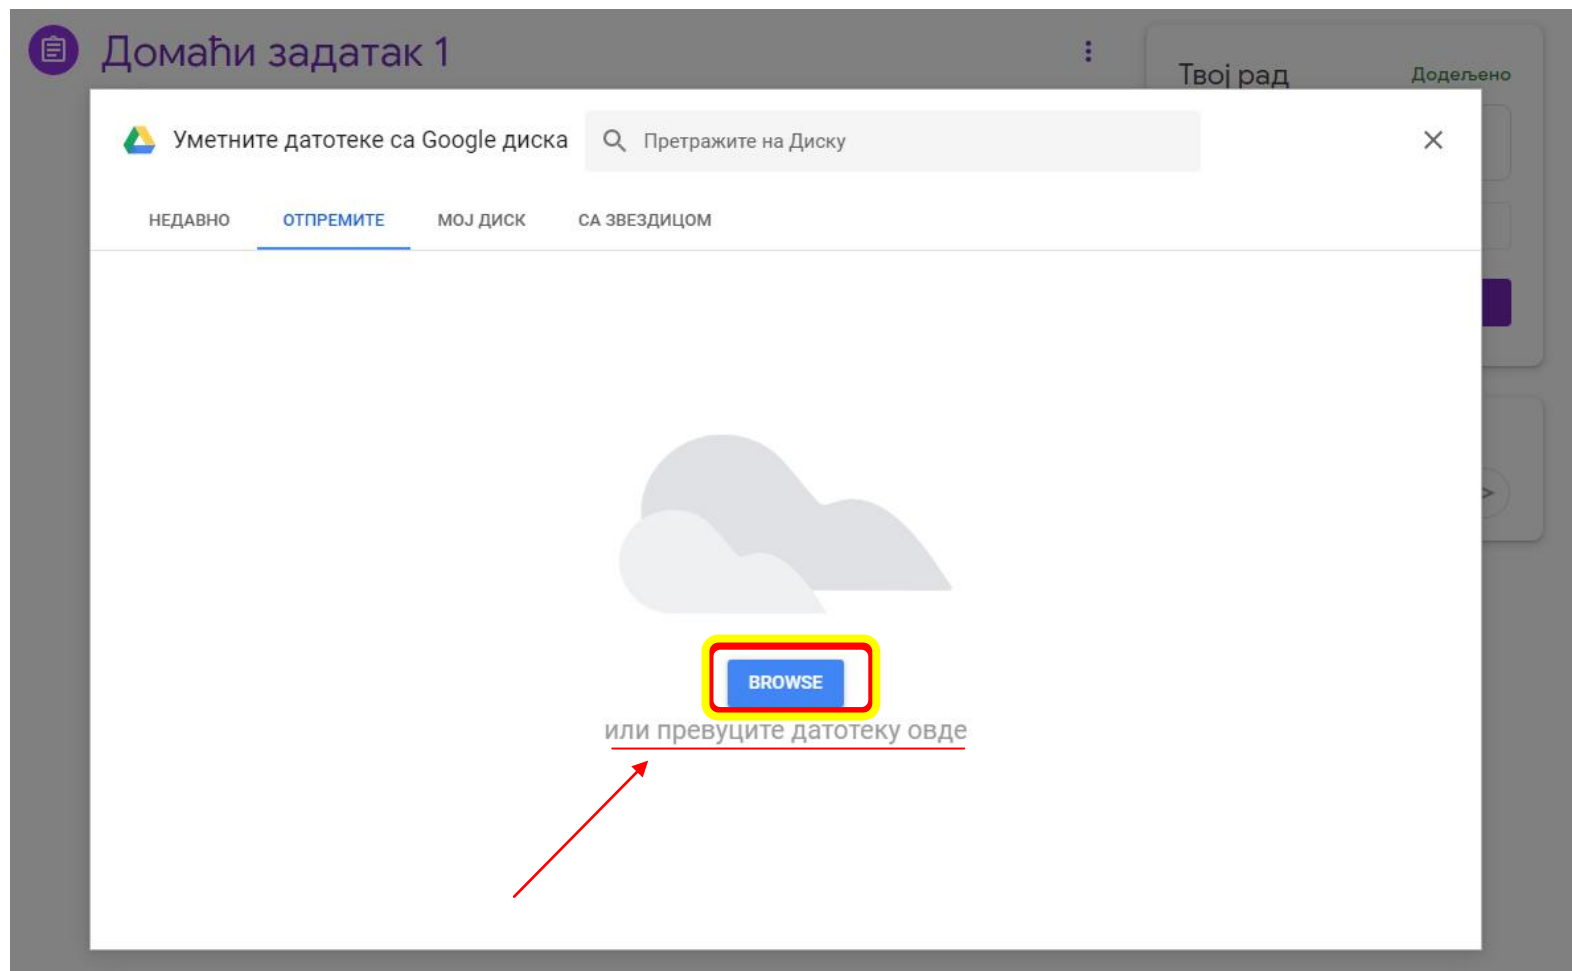 Домаћи задатак 1
Твој рад
Додељено
Уметните датотеке са Google диска
Претражите на Диску
НЕДАВНО
ОТПРЕМИТЕ
МОЈ ДИСК
СА ЗВЕЗДИЦОМ
BROWSE
или превуците датотеку овде